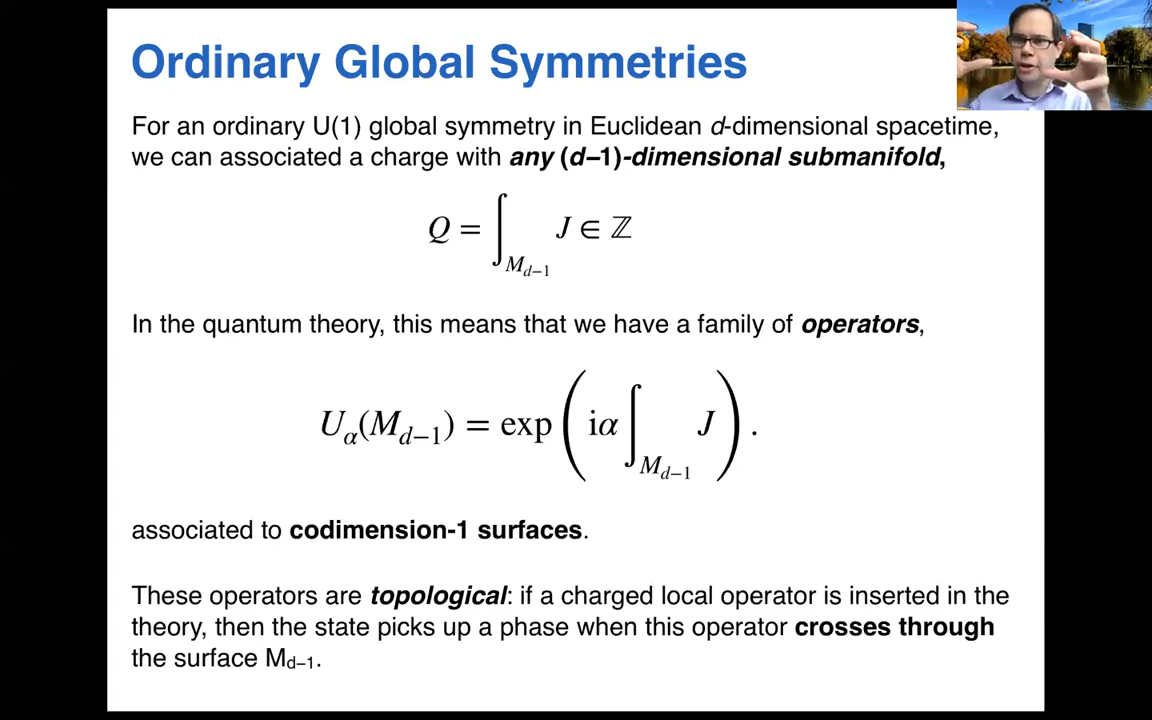 Ordinary Global Symmetries
For an ordinary U(1) global symmetry in Euclidean d-dimensional spacetime,
we can associated a charge with any (d–1)-dimensional submanifold,
Q = ∫_{M_{d−1}} J ∈ ℤ
In the quantum theory, this means that we have a family of operators,
U_α(M_{d−1}) = exp(iα ∫_{M_{d−1}} J).
associated to codimension-1 surfaces.
These operators are topological: if a charged local operator is inserted in the
theory, then the state picks up a phase when this operator crosses through
the surface M_{d−1}.